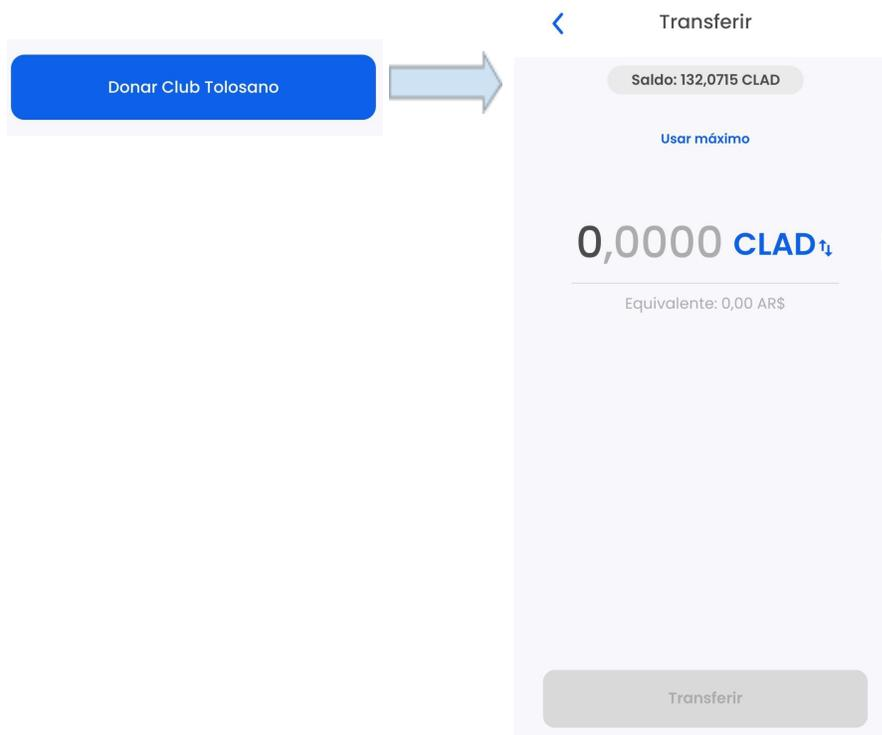 Donar Club Tolosano
Transferir
Saldo: 132,0715 CLAD
Usar máximo
0,0000 CLAD
Equivalente: 0,00 AR$
Transferir